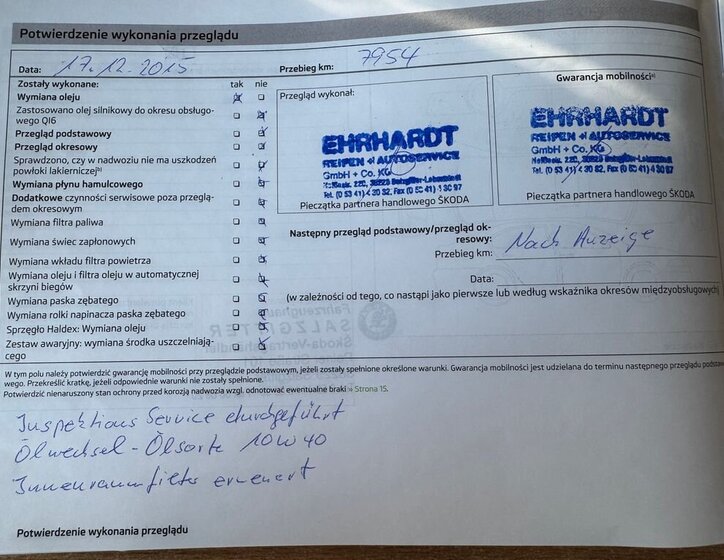 Potwierdzenie wykonania przeglądu
Data: 17.12.2015
Przebieg km: 7954
Zostały wykonane: tak nie
Wymiana oleju
Zastosowano olej silnikowy do okresu obsługo-
wego QI6
Przegląd podstawowy
Przegląd okresowy
Sprawdzono, czy w nadwoziu nie ma uszkodzeń
powłoki lakierniczej
Wymiana płynu hamulcowego
Dodatkowe czynności serwisowe poza przeglą-
dem okresowym
Wymiana filtra paliwa
Wymiana świec zapłonowych
Wymiana wkładu filtra powietrza
Wymiana oleju i filtra oleju w automatycznej
skrzyni biegów
Wymiana paska zębatego
Wymiana rolki napinacza paska zębatego
Sprzęgło Haldex: Wymiana oleju
Zestaw awaryjny: wymiana środka uszczelniają-
cego
Przegląd wykonał:
EHRHARDT
REIFEN + AUTOSERVICE
GmbH + Co. KG
Pieczątka partnera handlowego ŠKODA
Gwarancja mobilności
EHRHARDT
REIFEN + AUTOSERVICE
GmbH + Co. KG
Pieczątka partnera handlowego ŠKODA
Następny przegląd podstawowy/przegląd ok-
resowy:
Przebieg km: Nach Anzeige
Data:
(w zależności od tego, co nastąpi jako pierwsze lub według wskaźnika okresów międzyobsługowych)
W tym polu należy potwierdzić gwarancję mobilności przy przeglądzie podstawowym, jeżeli zostały spełnione określone warunki. Gwarancja mobilności jest udzielana do terminu następnego przeglądu podsta
wego. Przekreślić kratkę, jeżeli odpowiednie warunki nie zostały spełnione.
Potwierdzić nienaruszony stan ochrony przed korozją nadwozia wzgl. odnotować ewentualne braki » Strona 15.
Inspektions Service durchgeführt
Ölwechsel - Ölsorte 10W40
Innenraumfilter erneuert
Potwierdzenie wykonania przeglądu